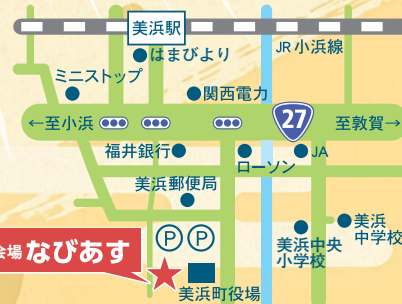 美浜駅
JR小浜線
はまびより
ミニストップ
関西電力
←至小浜
27
至敦賀→
福井銀行
ローソン
JA
美浜郵便局
P P
美浜
中学校
美浜中央
小学校
会場 なびあす
美浜町役場